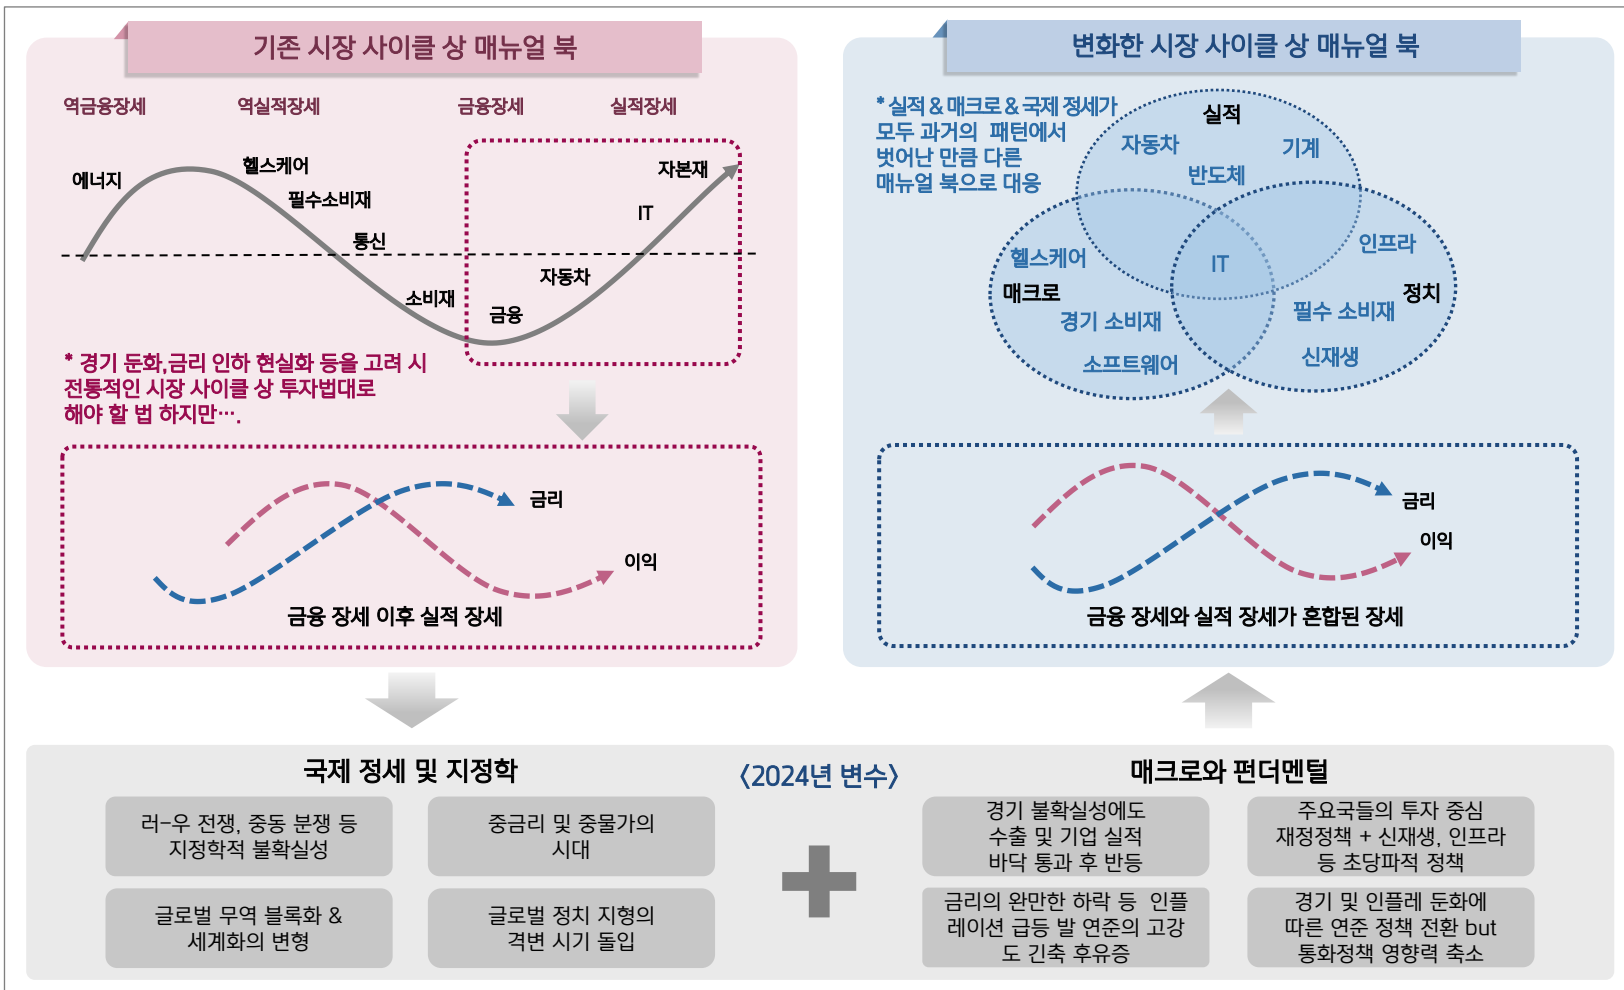 기존 시장 사이클 상 매뉴얼 북
역금융장세
역실적장세
금융장세
실적장세
에너지
헬스케어
필수소비재
통신
소비재
금융
자동차
IT
자본재
* 경기 둔화,금리 인하 현실화 등을 고려 시
전통적인 시장 사이클 상 투자법대로
해야 할 법 하지만….
금리
이익
금융 장세 이후 실적 장세
변화한 시장 사이클 상 매뉴얼 북
* 실적 & 매크로 & 국제 정세가
모두 과거의 패턴에서
벗어난 만큼 다른
매뉴얼 북으로 대응
실적
자동차
기계
반도체
헬스케어
매크로
경기 소비재
소프트웨어
IT
인프라
정치
필수 소비재
신재생
금리
이익
금융 장세와 실적 장세가 혼합된 장세
국제 정세 및 지정학
<2024년 변수>
매크로와 펀더멘털
러-우 전쟁, 중동 분쟁 등
지정학적 불확실성
중금리 및 중물가의
시대
글로벌 무역 블록화 &
세계화의 변형
글로벌 정치 지형의
격변 시기 돌입
경기 불확실성에도
수출 및 기업 실적
바닥 통과 후 반등
주요국들의 투자 중심
재정정책 + 신재생, 인프라
등 초당파적 정책
금리의 완만한 하락 등 인플
레이션 급등 발 연준의 고강
도 긴축 후유증
경기 및 인플레 둔화에
따른 연준 정책 전환 but
통화정책 영향력 축소